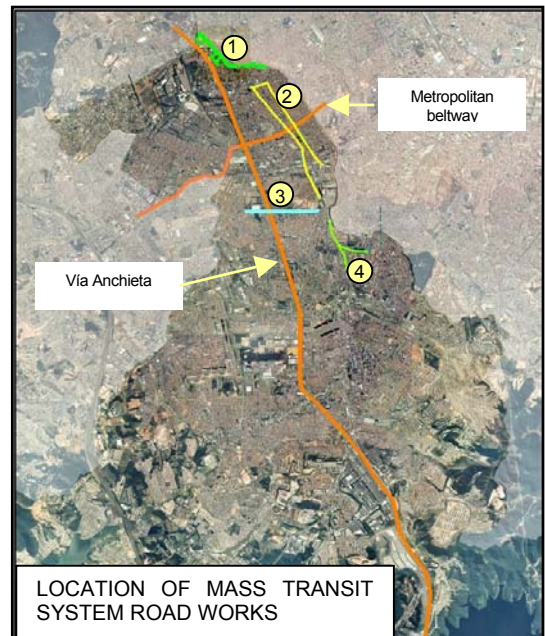 1
2
Metropolitan
beltway
3
Vía Anchieta
4
LOCATION OF MASS TRANSIT
SYSTEM ROAD WORKS